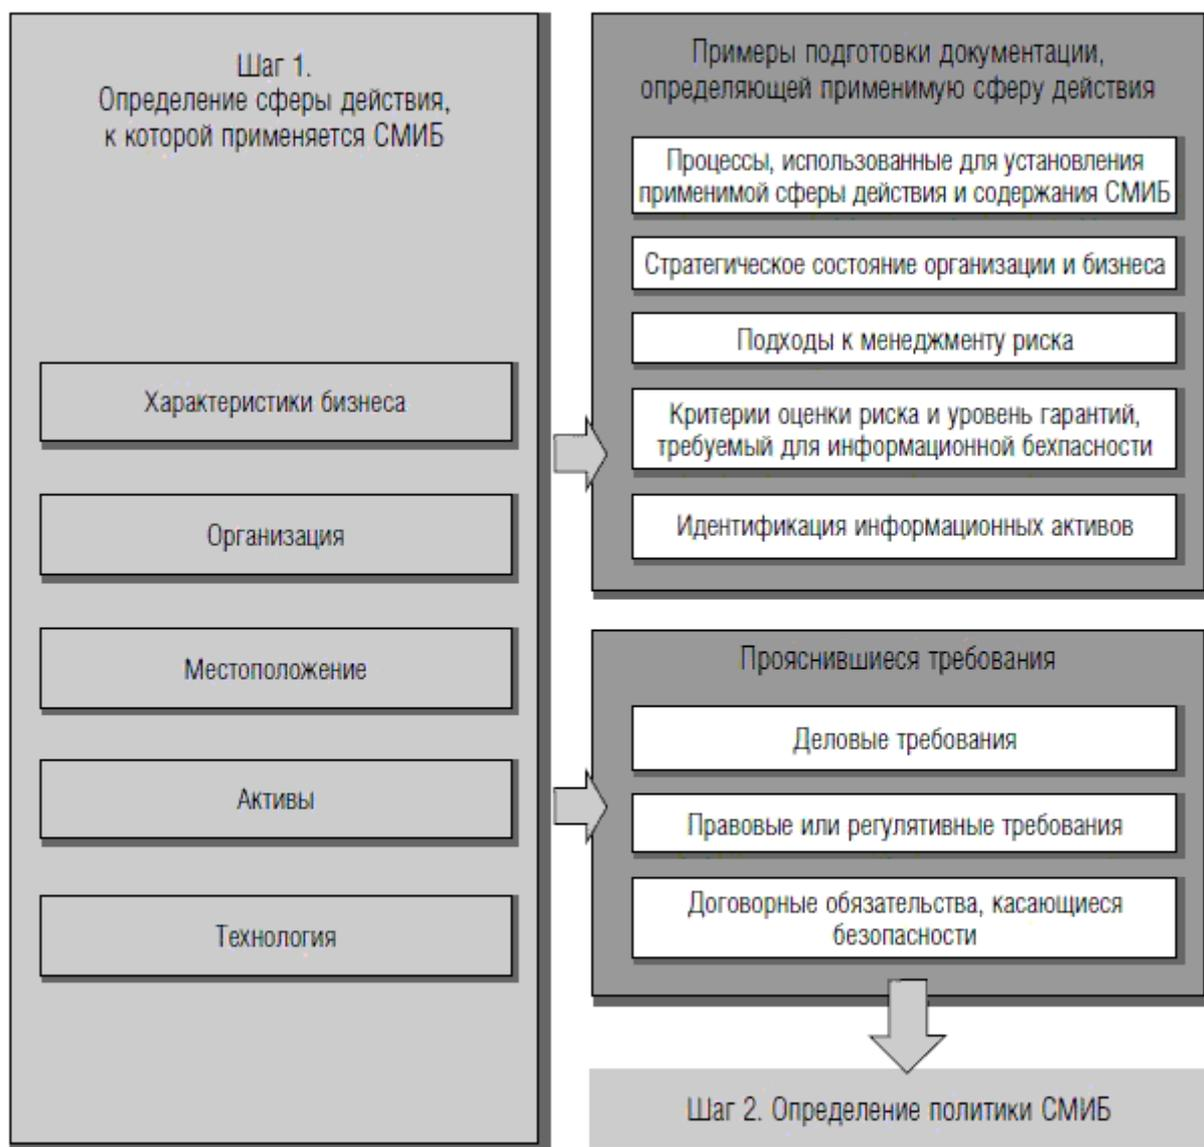 Шаг 1.
Определение сферы действия,
к которой применяется СМИБ
Характеристики бизнеса
Организация
Местоположение
Активы
Технология
Примеры подготовки документации,
определяющей применимую сферу действия
Процессы, использованные для установления
применимой сферы действия и содержания СМИБ
Стратегическое состояние организации и бизнеса
Подходы к менеджменту риска
Критерии оценки риска и уровень гарантий,
требуемый для информационной бехпасности
Идентификация информационных активов
Прояснившиеся требования
Деловые требования
Правовые или регулятивные требования
Договорные обязательства, касающиеся
безопасности
Шаг 2. Определение политики СМИБ